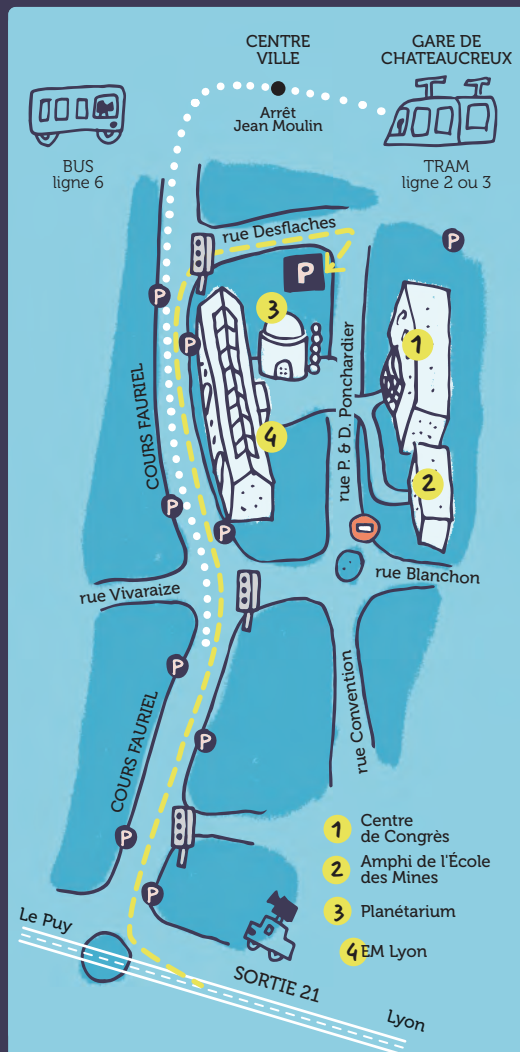 CENTRE
VILLE
GARE DE
CHATEAUCREUX
Arrêt
Jean Moulin
BUS
ligne 6
TRAM
ligne 2 ou 3
rue Desflaches
P
P
3
1
P
P
rue P. & D. Ponchardier
COURS FAURIEL
4
2
P
P
rue Blanchon
rue Vivaraize
P
rue Convention
COURS FAURIEL
P
P
P
1 Centre
de Congrès
2 Amphi de l'École
des Mines
3 Planétarium
4 EM Lyon
Le Puy
SORTIE 21
Lyon